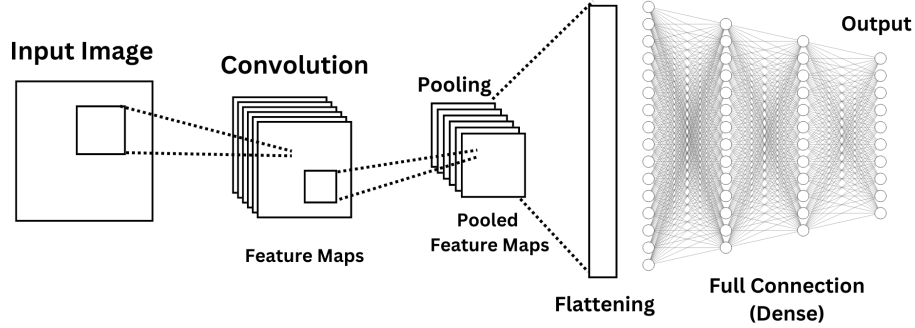 Input Image
Convolution
Feature Maps
Pooling
Pooled
Feature Maps
Flattening
Output
Full Connection
(Dense)